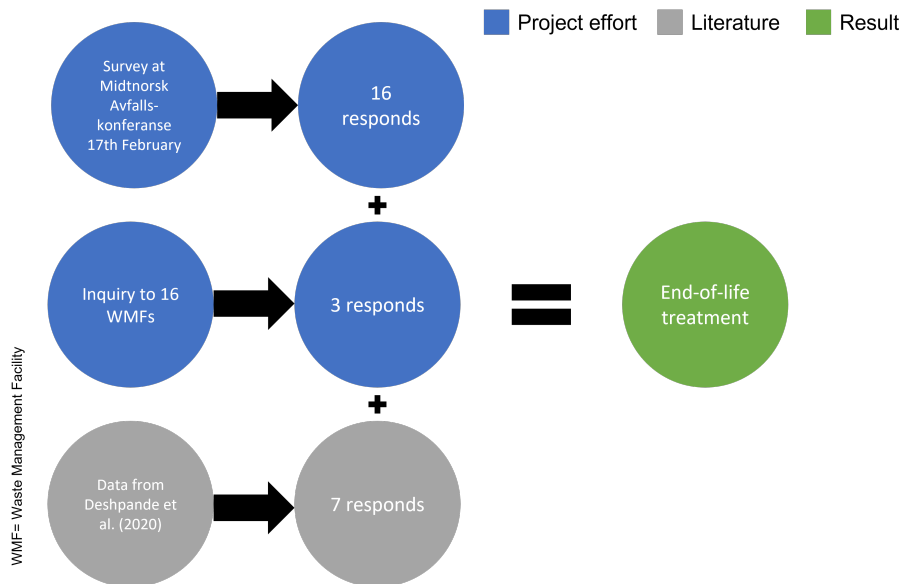 Project effort
Literature
Result
Survey at
Midtnorsk
Avfalls-
konferanse
17th February
16
responds
Inquiry to 16
WMFs
3 responds
End-of-life
treatment
Data from
Deshpande et
al. (2020)
7 responds
WMF= Waste Management Facility